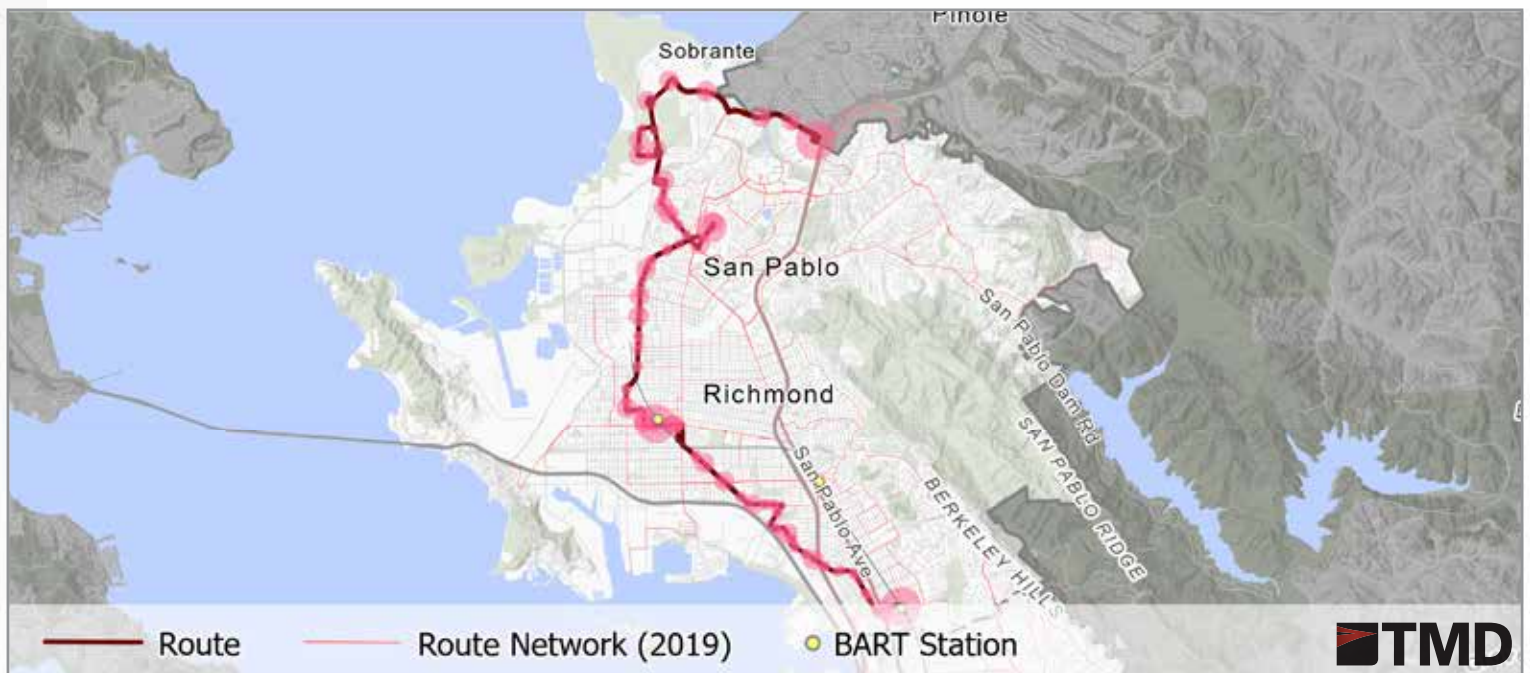 Pinole
Sobrante
San Pablo
San Pablo Dam Rd
Richmond
SAN PABLO RIDGE
San Pablo Ave
BERKELEY HILLS
Route
Route Network (2019)
BART Station
TMD